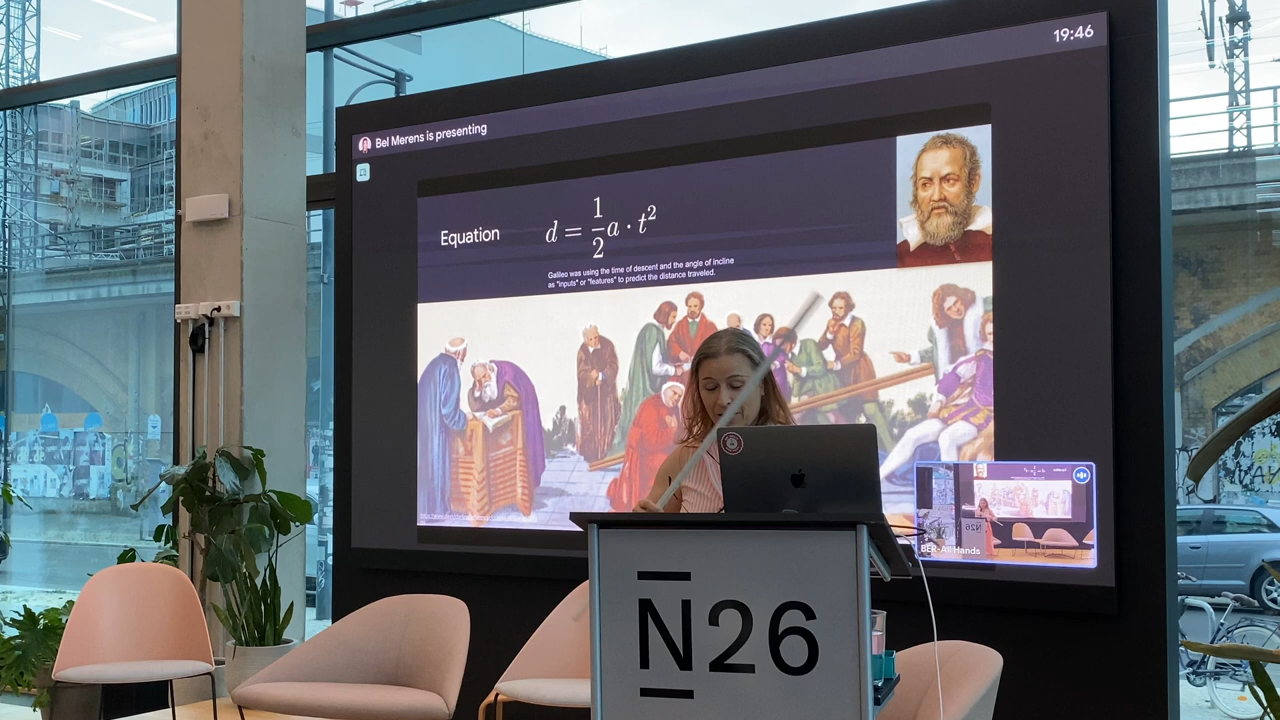 19:46
Bel Merens is presenting
Equation
d = 1/2 a · t²
Galileo was using the time of descent and the angle of incline
as "inputs" or "features" to predict the distance traveled.
BER-All Hands
N26